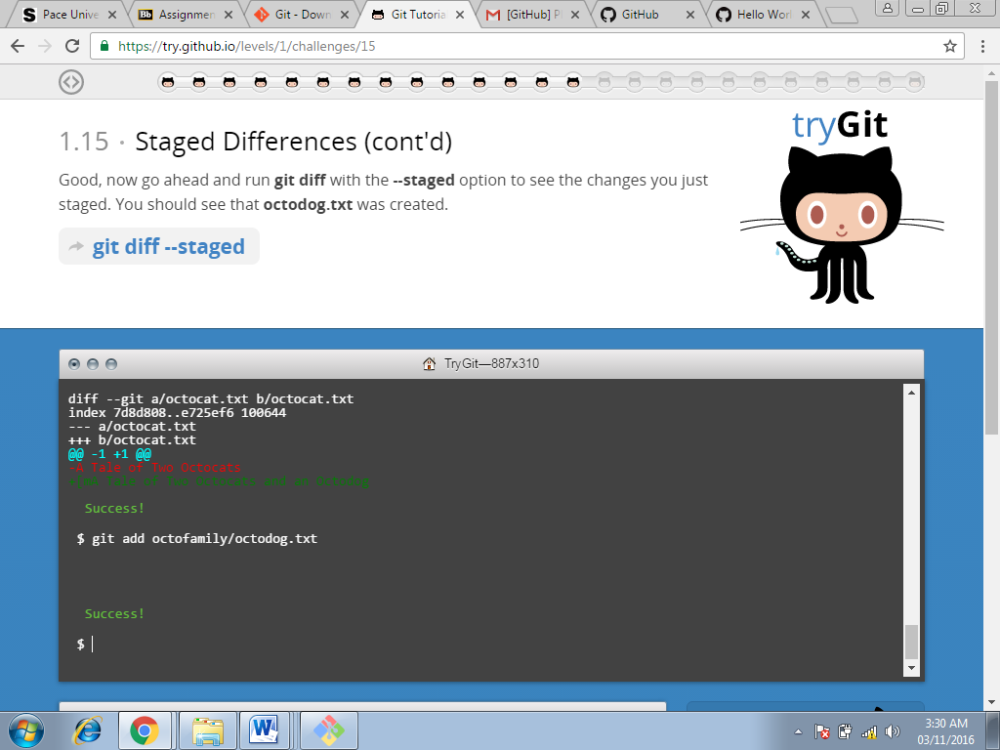 Pace Unive
Bb Assignmen
Git - Down
Git Tutoria
[GitHub] Pl
GitHub
Hello Worl
https://try.github.io/levels/1/challenges/15
1.15 · Staged Differences (cont'd)
Good, now go ahead and run git diff with the --staged option to see the changes you just
staged. You should see that octodog.txt was created.
git diff --staged
tryGit
TryGit—887x310
diff --git a/octocat.txt b/octocat.txt
index 7d8d808..e725ef6 100644
--- a/octocat.txt
+++ b/octocat.txt
@@ -1 +1 @@
-A Tale of Two Octocats
+[mA Tale of Two Octocats and an Octodog
Success!
$ git add octofamily/octodog.txt
Success!
$
3:30 AM
03/11/2016